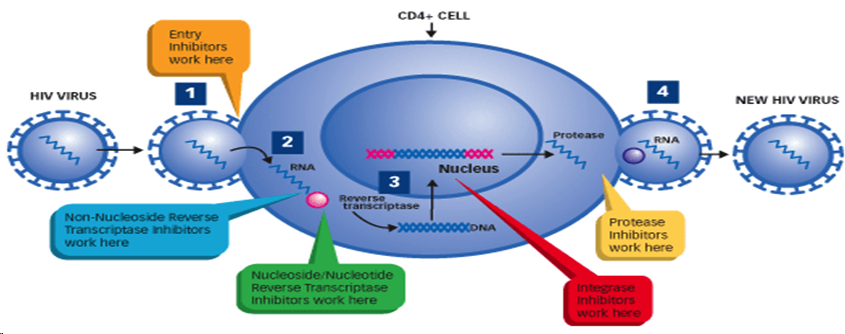 CD4+ CELL
Entry
Inhibitors
work here
HIV VIRUS
1
2
RNA
Non-Nucleoside Reverse
Transcriptase Inhibitors
work here
Nucleoside/Nucleotide
Reverse Transcriptase
Inhibitors work here
Reverse
transcriptase
DNA
3
Nucleus
Integrase
inhibitors
work here
Protease
Protease
Inhibitors
work here
4
RNA
NEW HIV VIRUS